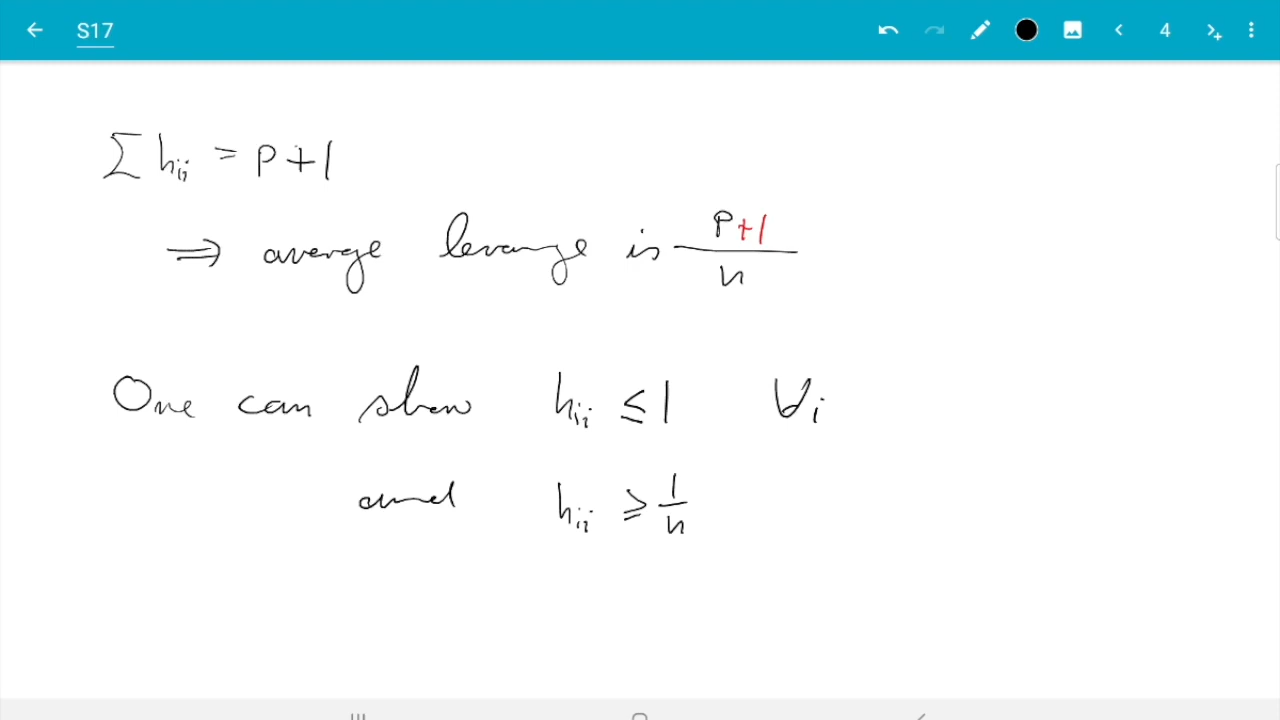 S17
4
∑ hᵢᵢ = p+1
⇒ average leverage is (p+1)/n
One can show hᵢᵢ ≤ 1 ∀i
and hᵢᵢ ≥ 1/n